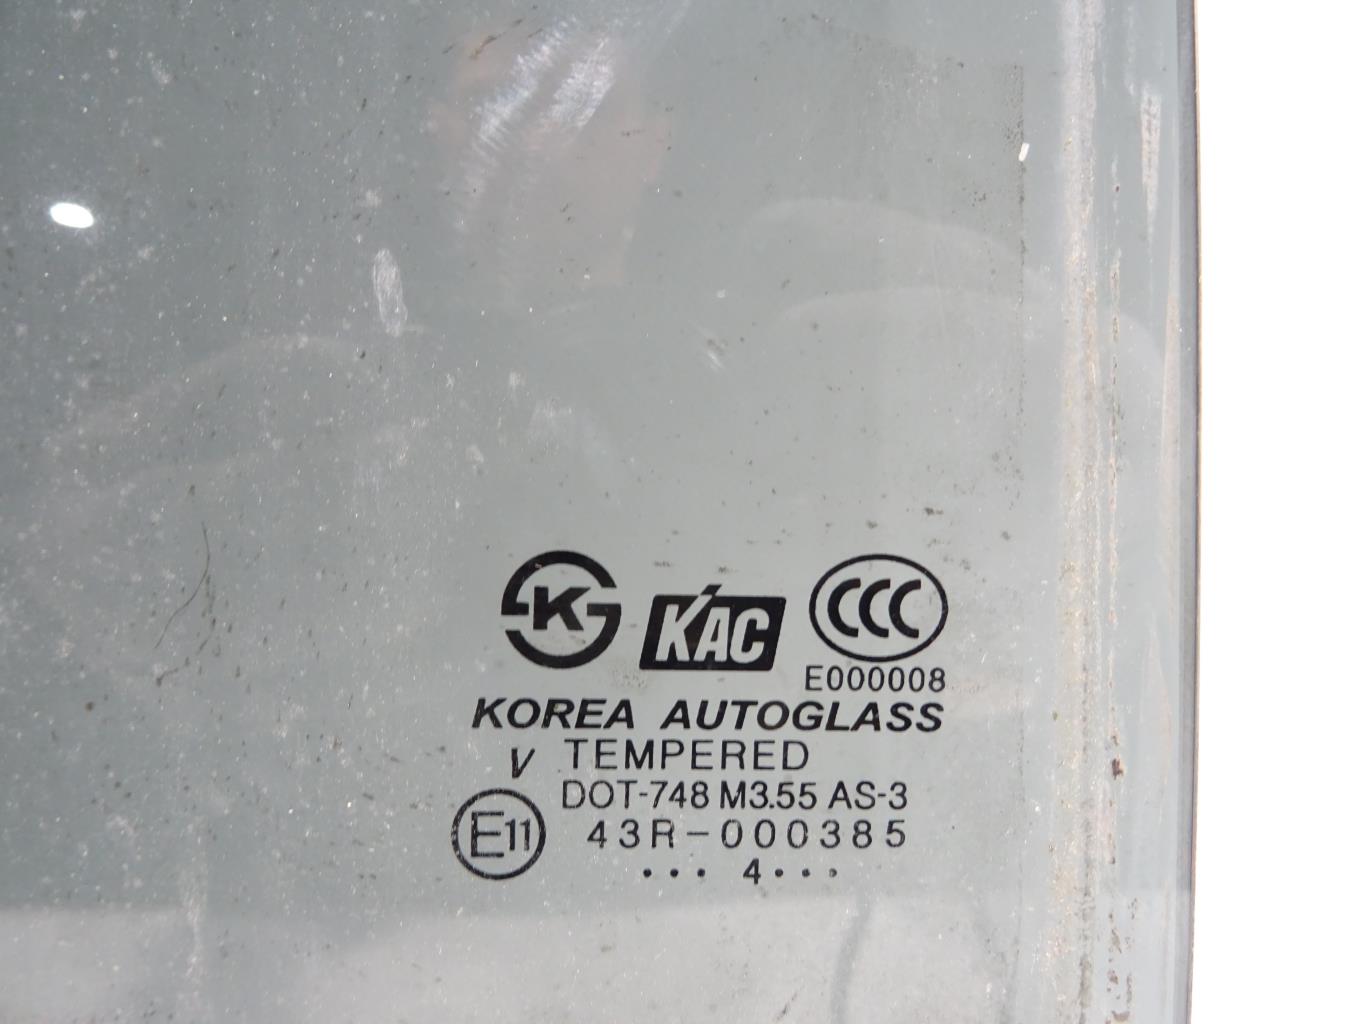 K KAC CCC
E000008
KOREA AUTOGLASS
V TEMPERED
DOT-748 M3.55 AS-3
E11 43R-000385
••• 4•••